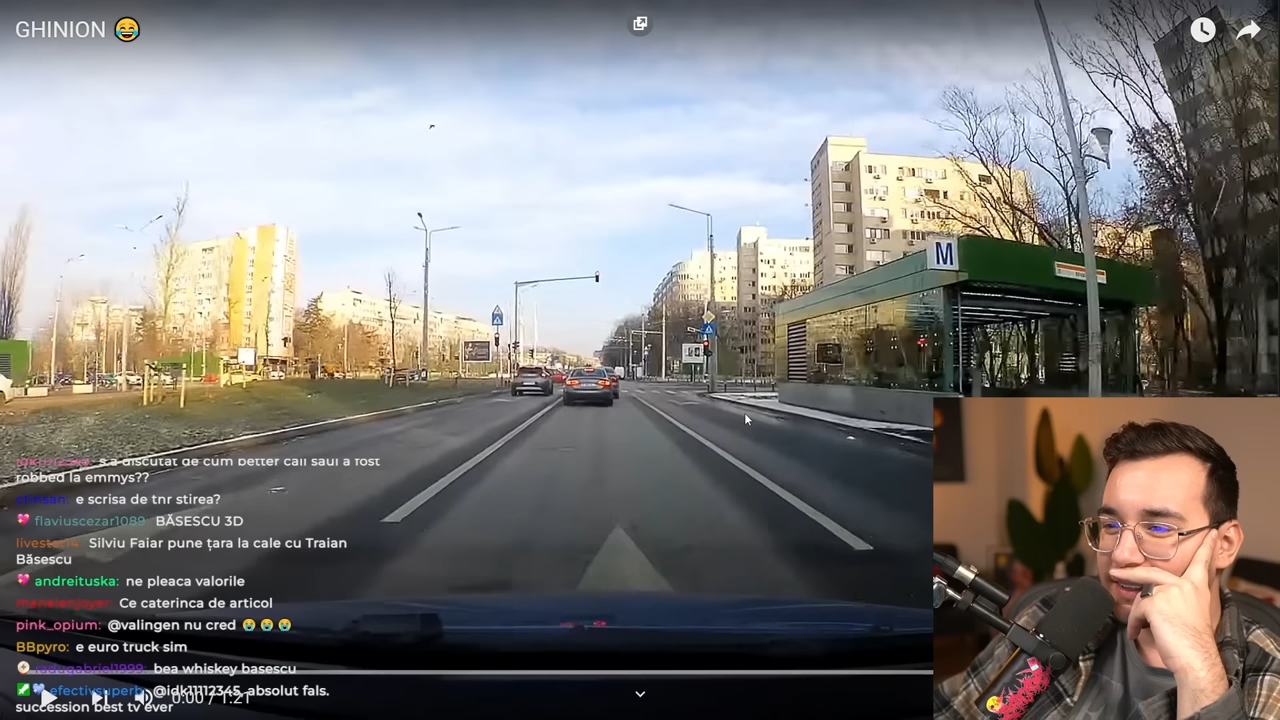 GHINION 😂
M
s a discutat de cum better call saul a fost
robbed la emmys??
crinsan: e scrisa de tnr stirea?
flaviuscezar1089: BĂSESCU 3D
Silviu Faiar pune țara la cale cu Traian
Băsescu
andreituska: ne pleaca valorile
Ce caterinca de articol
pink_opium: @valingen nu cred 😭😭😭
BBpyro: e euro truck sim
radugabriel1999: bea whiskey basescu
efectivsuperb: @idk11112345 absolut fals.
succession best tv ever
0:00 / 1:21